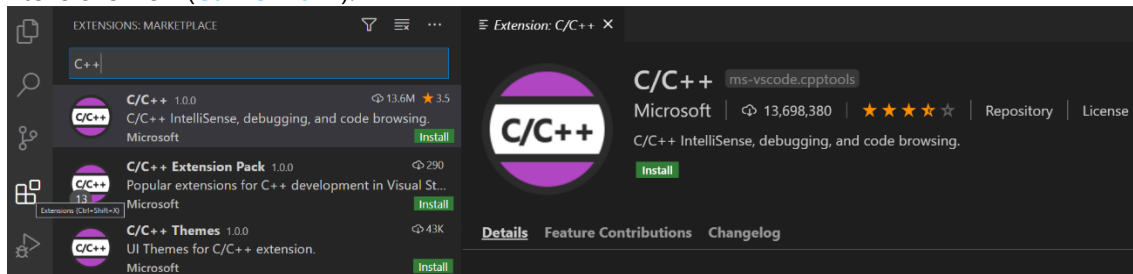 EXTENSIONS: MARKETPLACE
C++
C/C++ 1.0.0 13.6M ★ 3.5
C/C++
C/C++ IntelliSense, debugging, and code browsing.
Microsoft Install
C/C++ Extension Pack 1.0.0 290
C/C++
Popular extensions for C++ development in Visual St...
13
Microsoft Install
Extensions (Ctrl+Shift+X)
C/C++ Themes 1.0.0 43K
C/C++
UI Themes for C/C++ extension.
Microsoft Install
Extension: C/C++ ×
C/C++
C/C++ ms-vscode.cpptools
Microsoft | 13,698,380 | ★★★★☆ | Repository | License
C/C++ IntelliSense, debugging, and code browsing.
Install
Details Feature Contributions Changelog